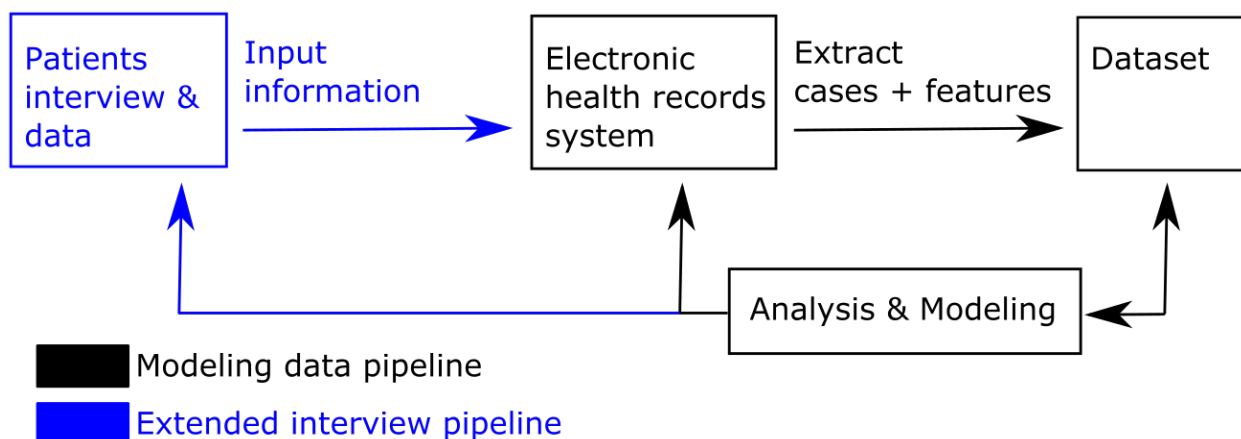 Patients
interview &
data
Input
information
Electronic
health records
system
Extract
cases + features
Dataset
Analysis & Modeling
Modeling data pipeline
Extended interview pipeline